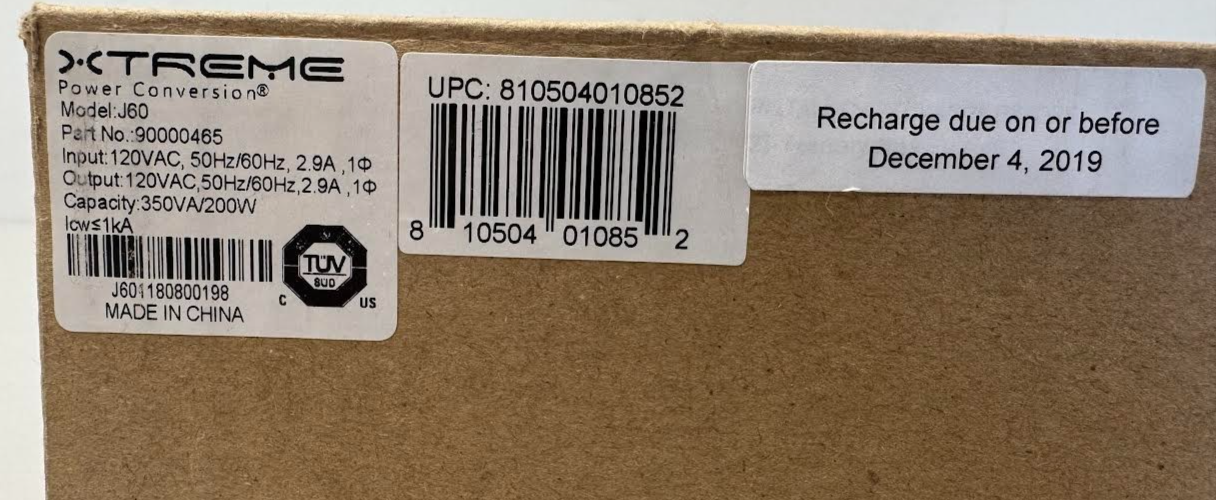 XTREME
Power Conversion®
Model:J60
Part No.:90000465
Input:120VAC, 50Hz/60Hz, 2.9A ,1Φ
Output:120VAC,50Hz/60Hz,2.9A ,1Φ
Capacity:350VA/200W
Icw≤1kA
J601180800198
MADE IN CHINA
TÜV
SÜD
C US
UPC: 810504010852
8 10504 01085 2
Recharge due on or before
December 4, 2019